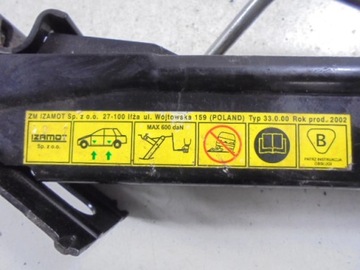 ZM IZAMOT Sp. z o.o. 27-100 Iłża ul. Wójtowska 159 (POLAND) Typ 33.0.00 Rok prod. 2002
IZAMOT
Sp. z o.o.
MAX 600 daN
B
PATRZ INSTRUKCJA
OBSŁUGI